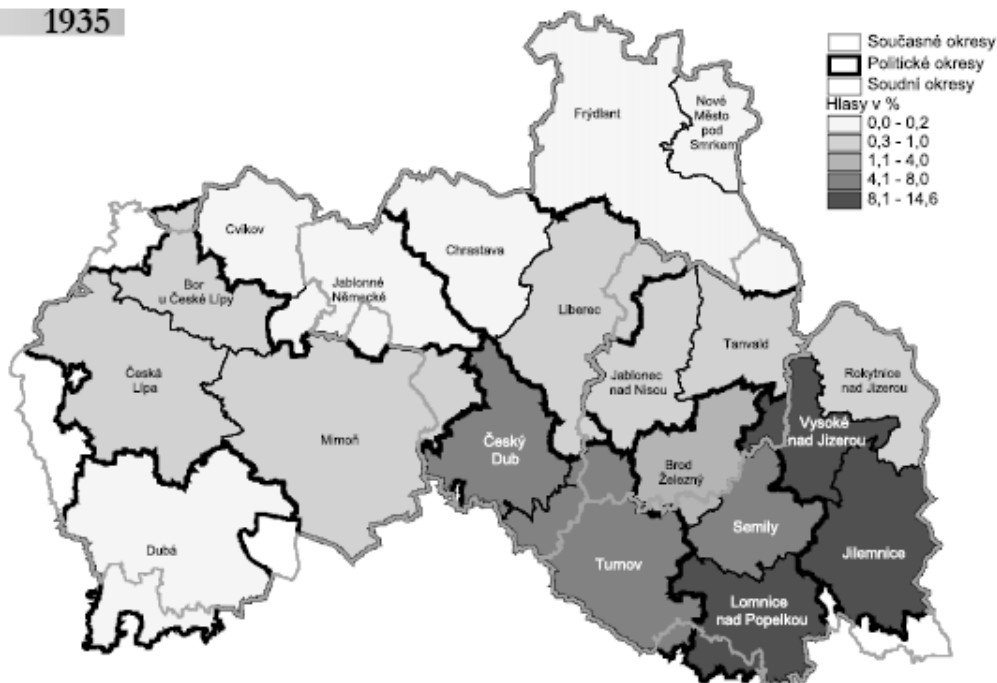 1935
Současné okresy
Politické okresy
Soudní okresy
Hlasy v %
0,0 - 0,2
0,3 - 1,0
1,1 - 4,0
4,1 - 8,0
8,1 - 14,6
Frýdlant
Nové
Město
pod
Smrkem
Cvikov
Chrastava
Jablonné
Německé
Bor
u České Lípy
Liberec
Tanvald
Rokytnice
nad Jizerou
Česká
Lípa
Jablonec
nad Nisou
Mimoň
Český
Dub
Vysoké
nad Jizerou
Brod
Železný
Semily
Dubá
Turnov
Jilemnice
Lomnice
nad Popelkou